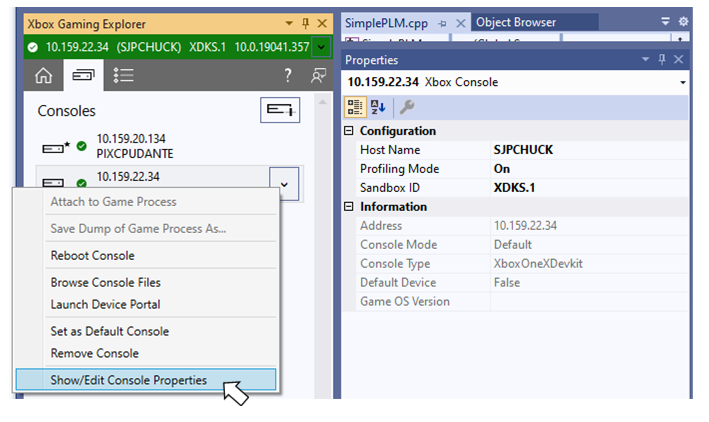 Xbox Gaming Explorer
10.159.22.34 (SJPCHUCK) XDKS.1 10.0.19041.357
?
Consoles
10.159.20.134
PIXCPUDANTE
10.159.22.34
Attach to Game Process
Save Dump of Game Process As...
Reboot Console
Browse Console Files
Launch Device Portal
Set as Default Console
Remove Console
Show/Edit Console Properties
SimplePLM.cpp
Object Browser
Properties
10.159.22.34 Xbox Console
Configuration
Host Name SJPCHUCK
Profiling Mode On
Sandbox ID XDKS.1
Information
Address 10.159.22.34
Console Mode Default
Console Type XboxOneXDevkit
Default Device False
Game OS Version